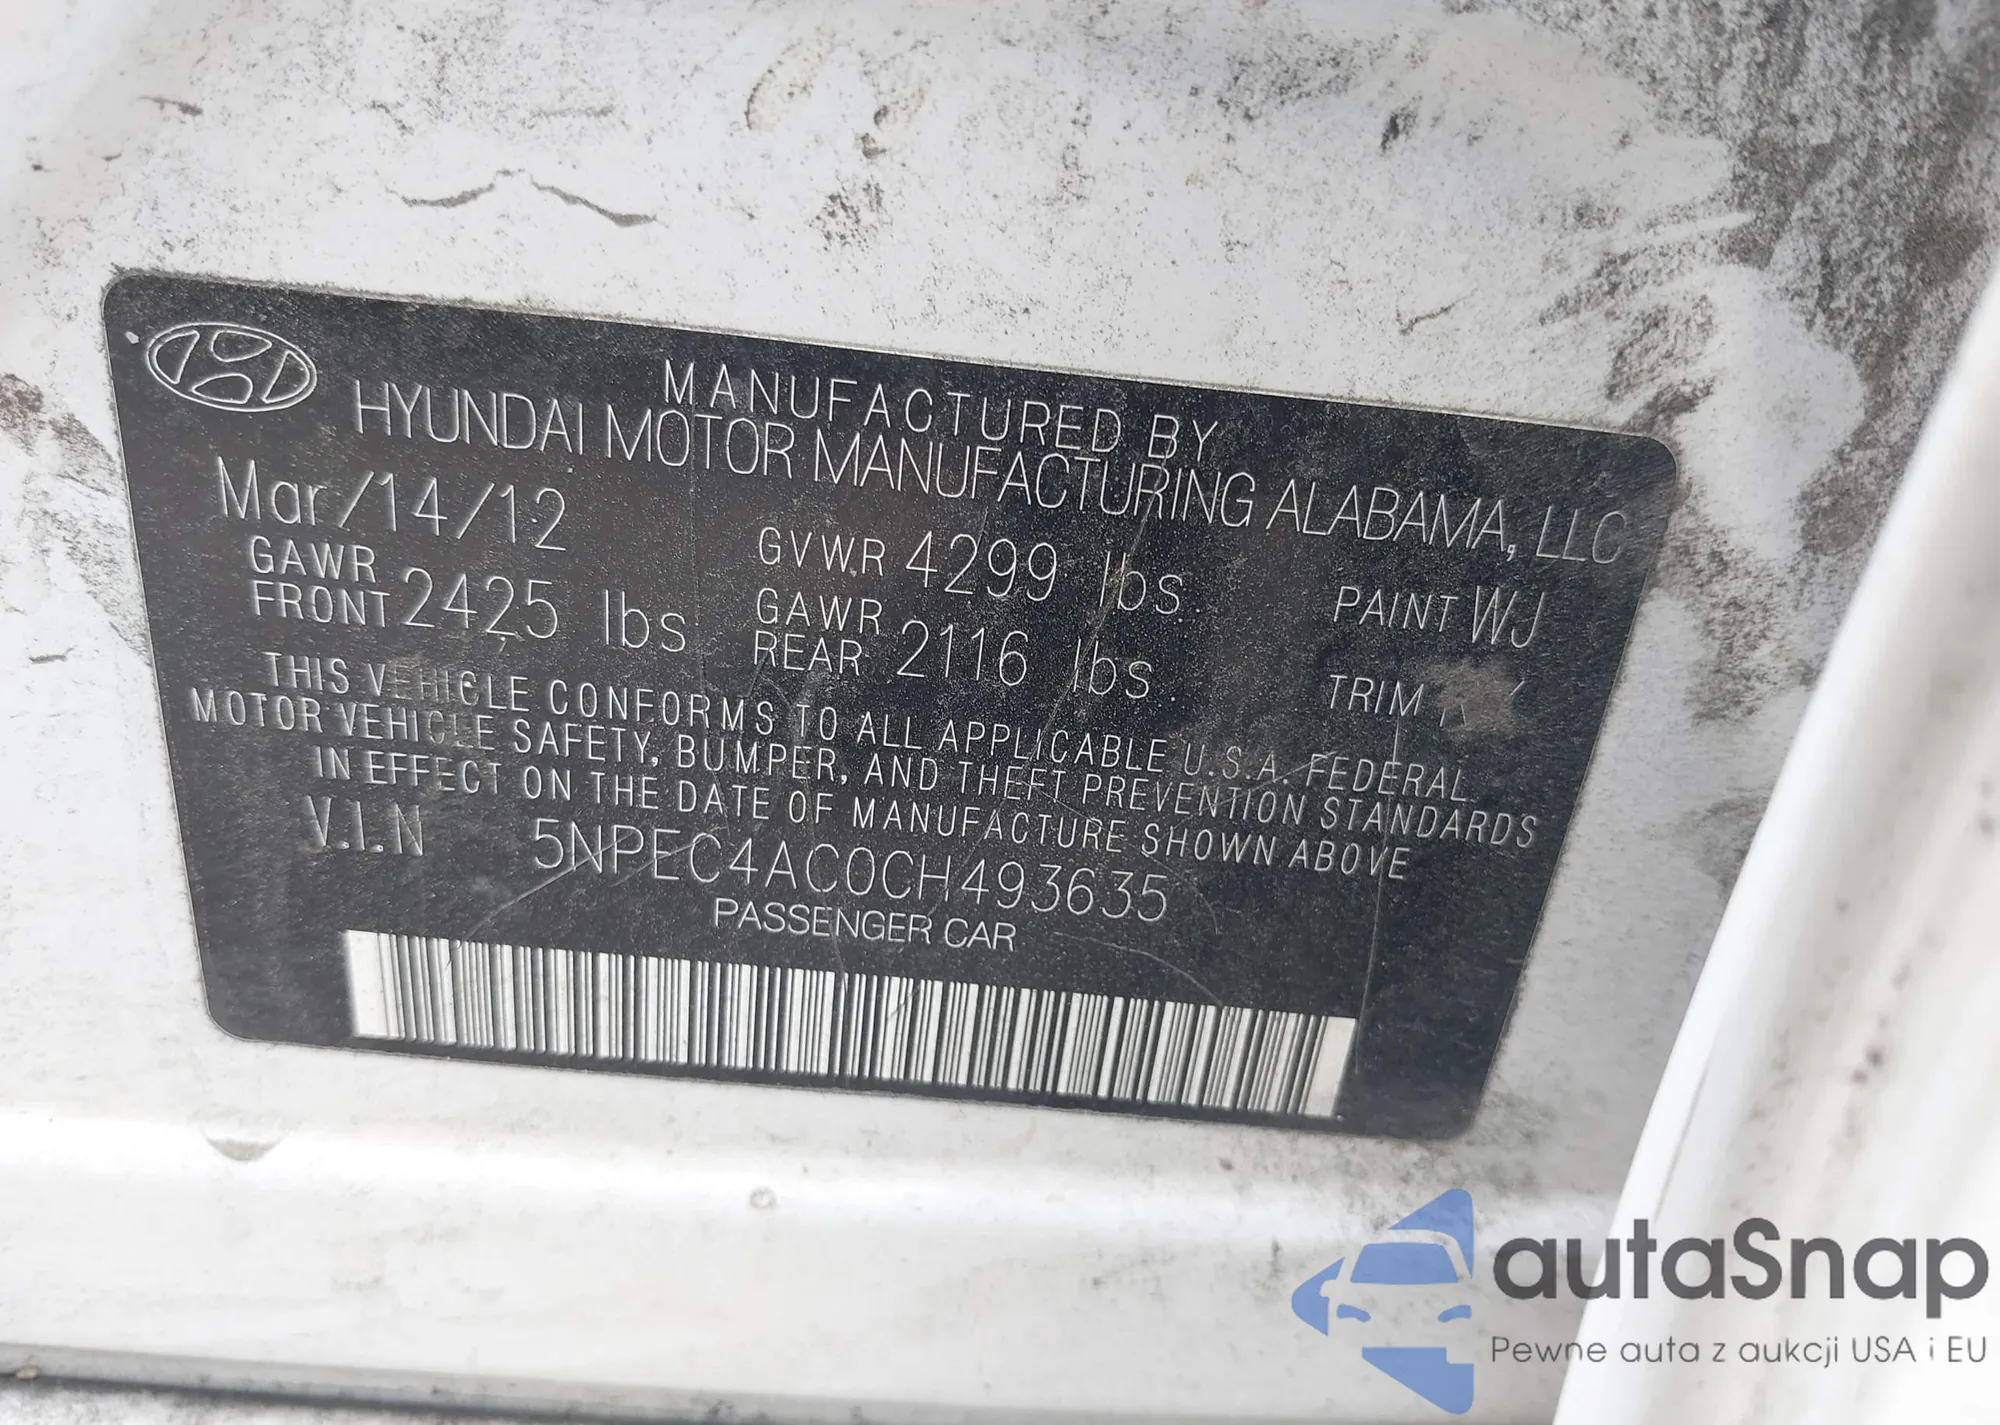 MANUFACTURED BY
HYUNDAI MOTOR MANUFACTURING ALABAMA, LLC
Mar/14/12
GVWR 4299 lbs.
PAINT WJ
GAWR FRONT 2425 lbs
GAWR REAR 2116 lbs.
TRIM
THIS VEHICLE CONFORMS TO ALL APPLICABLE U.S.A. FEDERAL
MOTOR VEHICLE SAFETY, BUMPER, AND THEFT PREVENTION STANDARDS
IN EFFECT ON THE DATE OF MANUFACTURE SHOWN ABOVE
V.I.N 5NPEC4AC0CH493635
PASSENGER CAR
autaSnap
Pewne auta z aukcji USA i EU